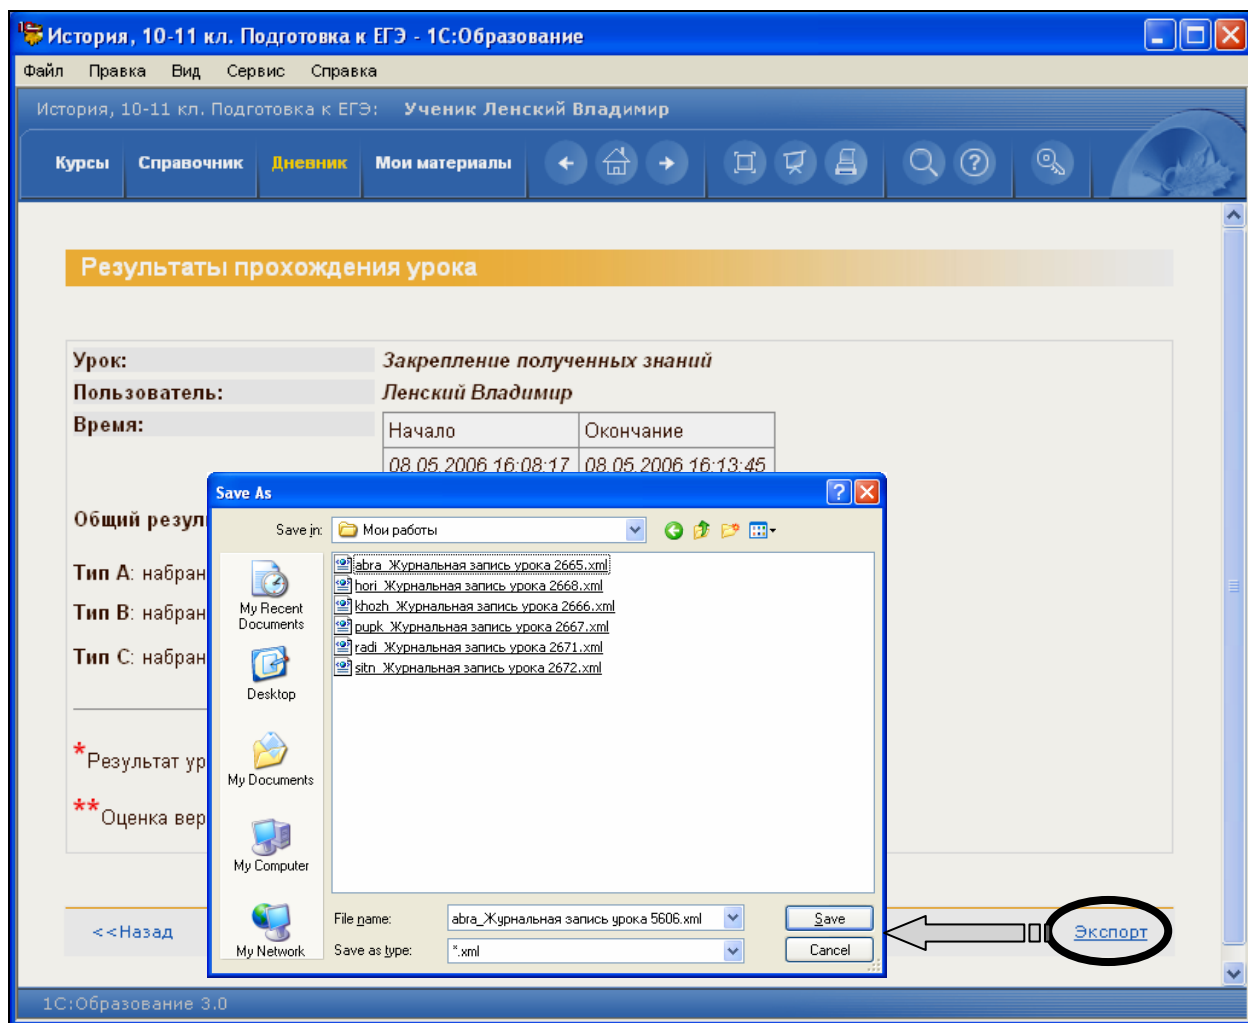 История, 10-11 кл. Подготовка к ЕГЭ - 1С:Образование
Файл Правка Вид Сервис Справка
История, 10-11 кл. Подготовка к ЕГЭ: Ученик Ленский Владимир
Курсы Справочник Дневник Мои материалы
Результаты прохождения урока
Урок: Закрепление полученных знаний
Пользователь: Ленский Владимир
Время: Начало Окончание
08.05.2006 16:08:17 08.05.2006 16:13:45
Общий резул
Тип А: набран
Тип В: набран
Тип С: набран
*Результат ур
**Оценка вер
Save As
Save in: Мои работы
abra_Журнальная запись урока 2665.xml
hori_Журнальная запись урока 2668.xml
khozh_Журнальная запись урока 2666.xml
pupk_Журнальная запись урока 2667.xml
radi_Журнальная запись урока 2671.xml
sitn_Журнальная запись урока 2672.xml
My Recent
Documents
Desktop
My Documents
My Computer
My Network
File name: abra_Журнальная запись урока 5606.xml Save
Save as type: *.xml Cancel
<<Назад
Экспорт
1С:Образование 3.0